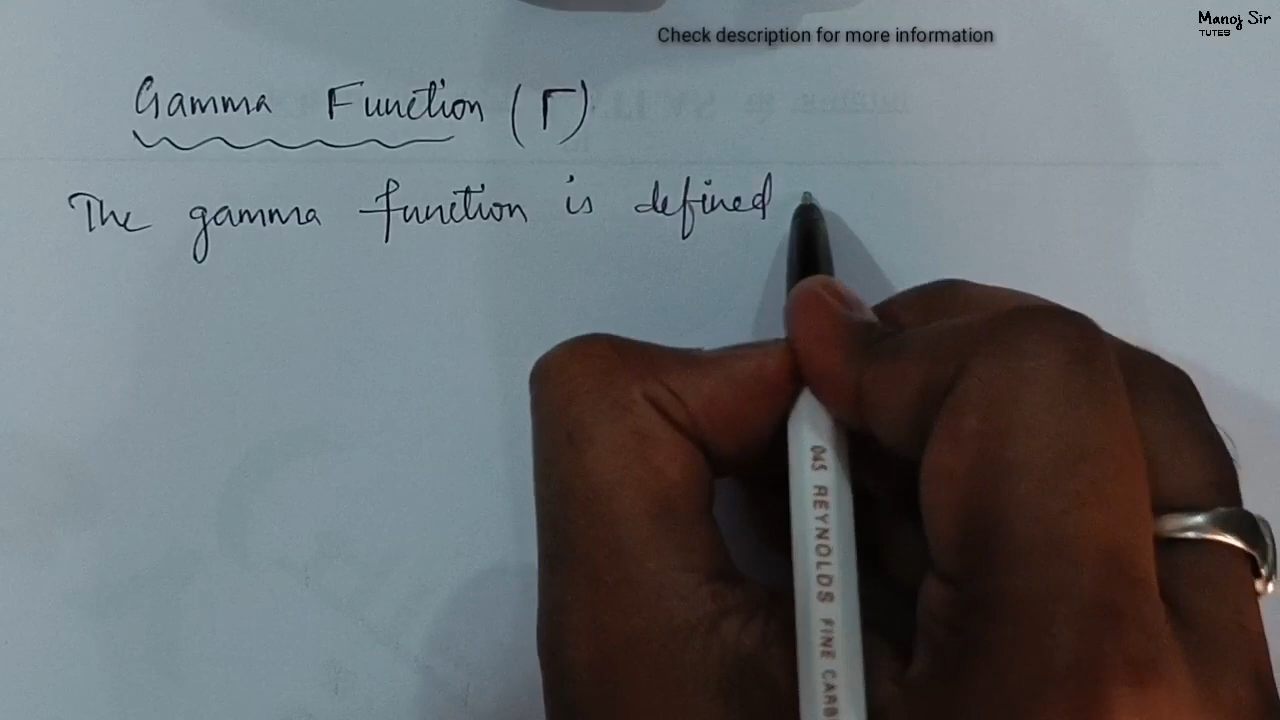 Check description for more information
Manoj Sir
TUTES
Gamma Function (Γ)
The gamma function is defined
045 REYNOLDS FINE CARB